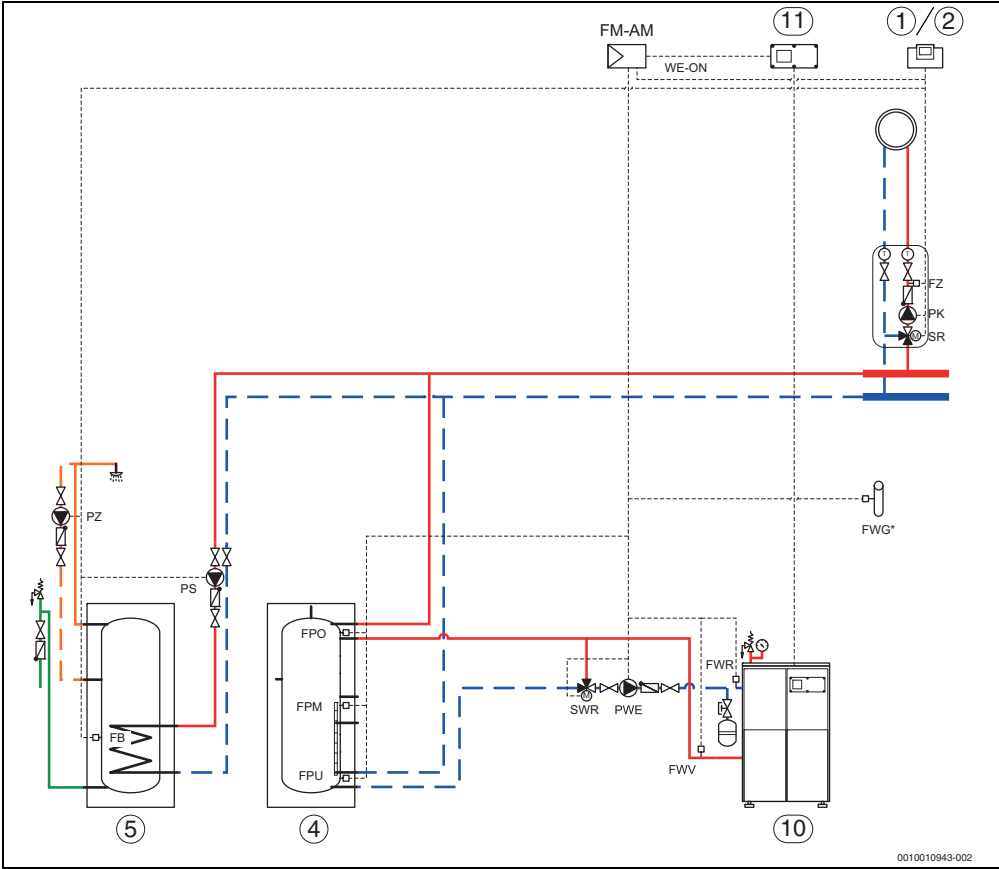 FM-AM
11
1 / 2
WE-ON
T T
FZ
PK
M SR
PZ
FWG*
PS
FPO
FWR
FPM
M
SWR
PWE
FB
FWV
FPU
5
4
10
0010010943-002